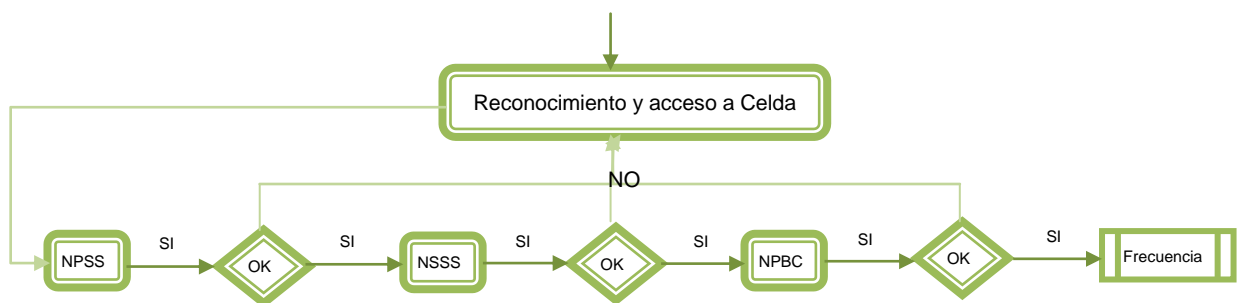 Reconocimiento y acceso a Celda
NO
NPSS
SI
OK
SI
NSSS
SI
OK
SI
NPBC
SI
OK
SI
Frecuencia